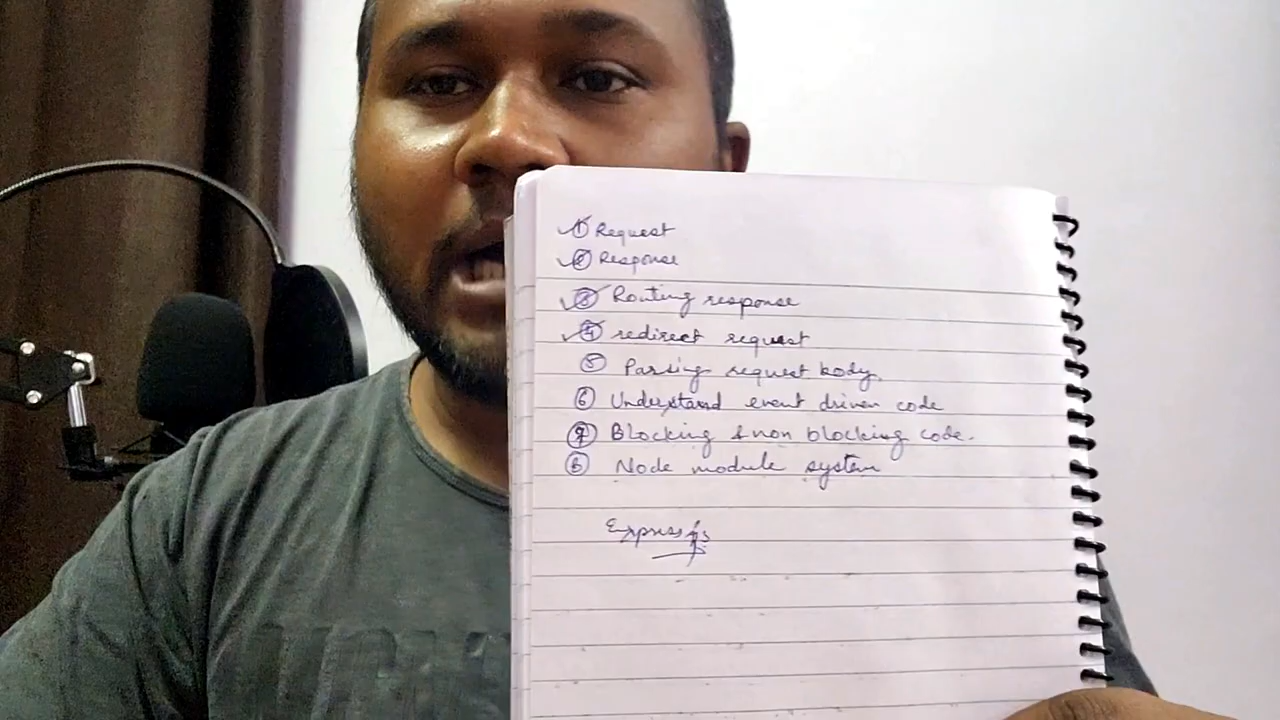 ① Request
② Response
③ Routing response
④ redirect request
⑤ Parsing request body.
⑥ Understand event driven code
⑦ Blocking & non blocking code.
⑧ Node module system
Express js